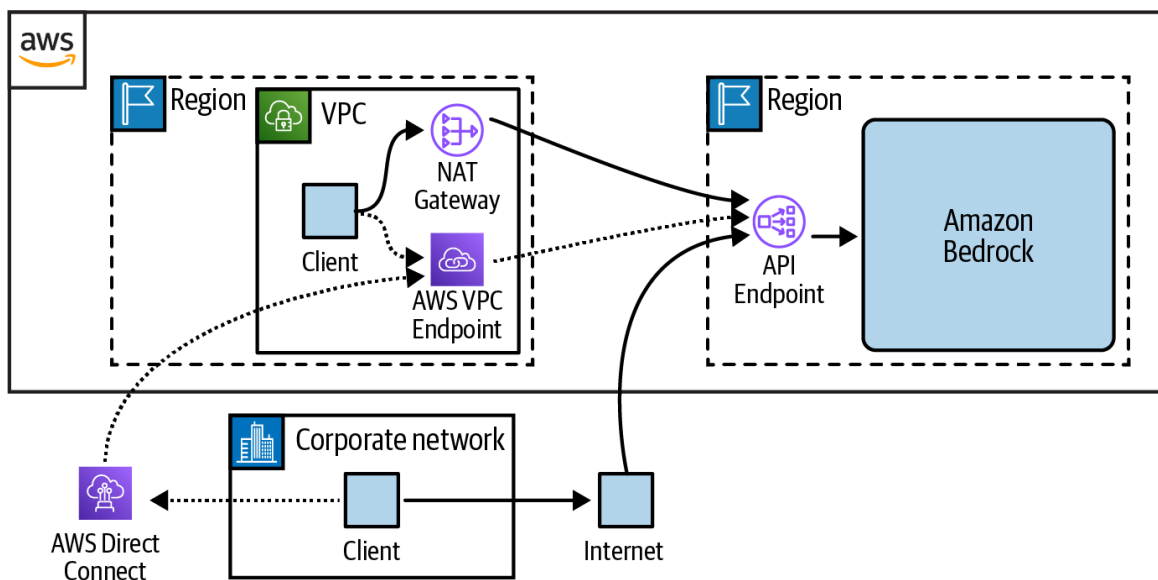 aws
Region
VPC
NAT
Gateway
Client
AWS VPC
Endpoint
Region
API
Endpoint
Amazon
Bedrock
Corporate network
Client
Internet
AWS Direct
Connect